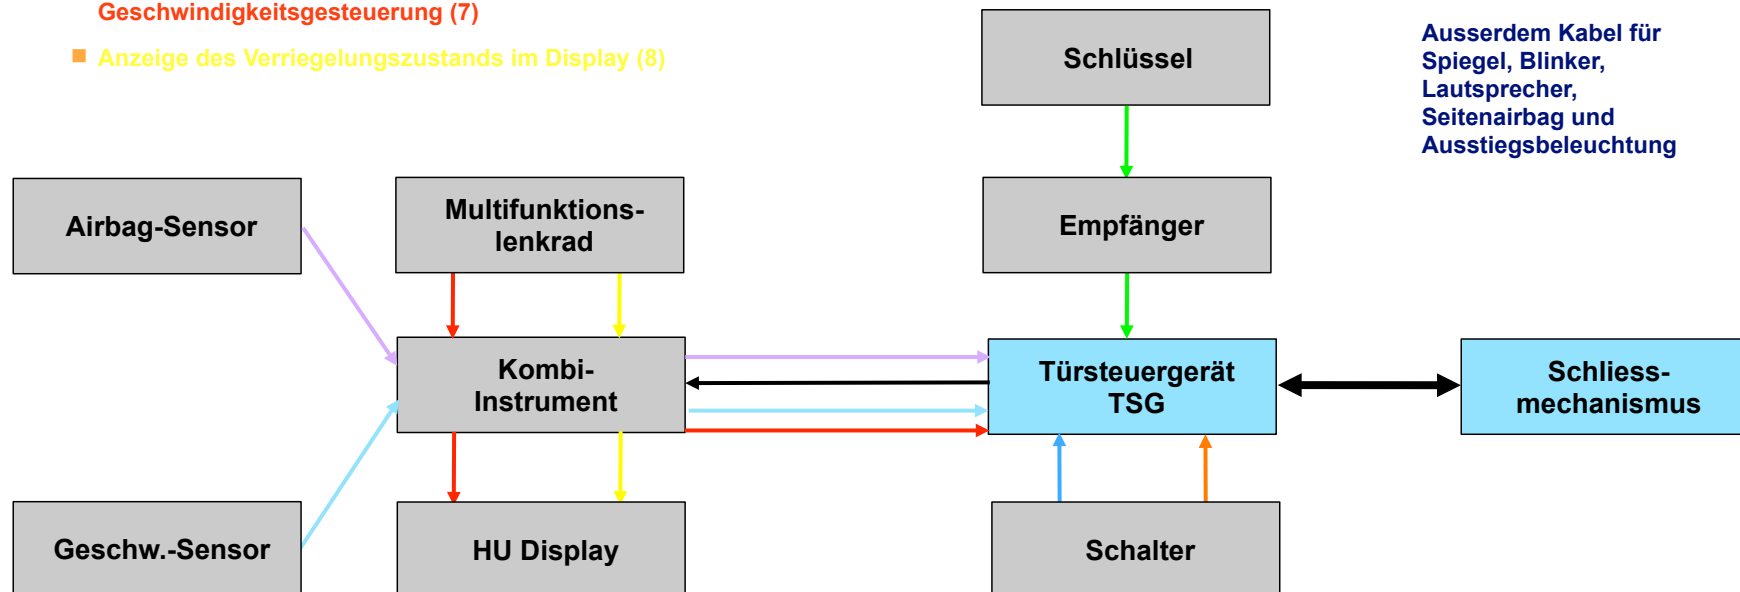 Geschwindigkeitsgesteuerung (7)
Anzeige des Verriegelungszustands im Display (8)
Ausserdem Kabel für
Spiegel, Blinker,
Lautsprecher,
Seitenairbag und
Ausstiegsbeleuchtung
Schlüssel
Airbag-Sensor
Multifunktions-
lenkrad
Empfänger
Kombi-
Instrument
Türsteuergerät
TSG
Schliess-
mechanismus
Geschw.-Sensor
HU Display
Schalter